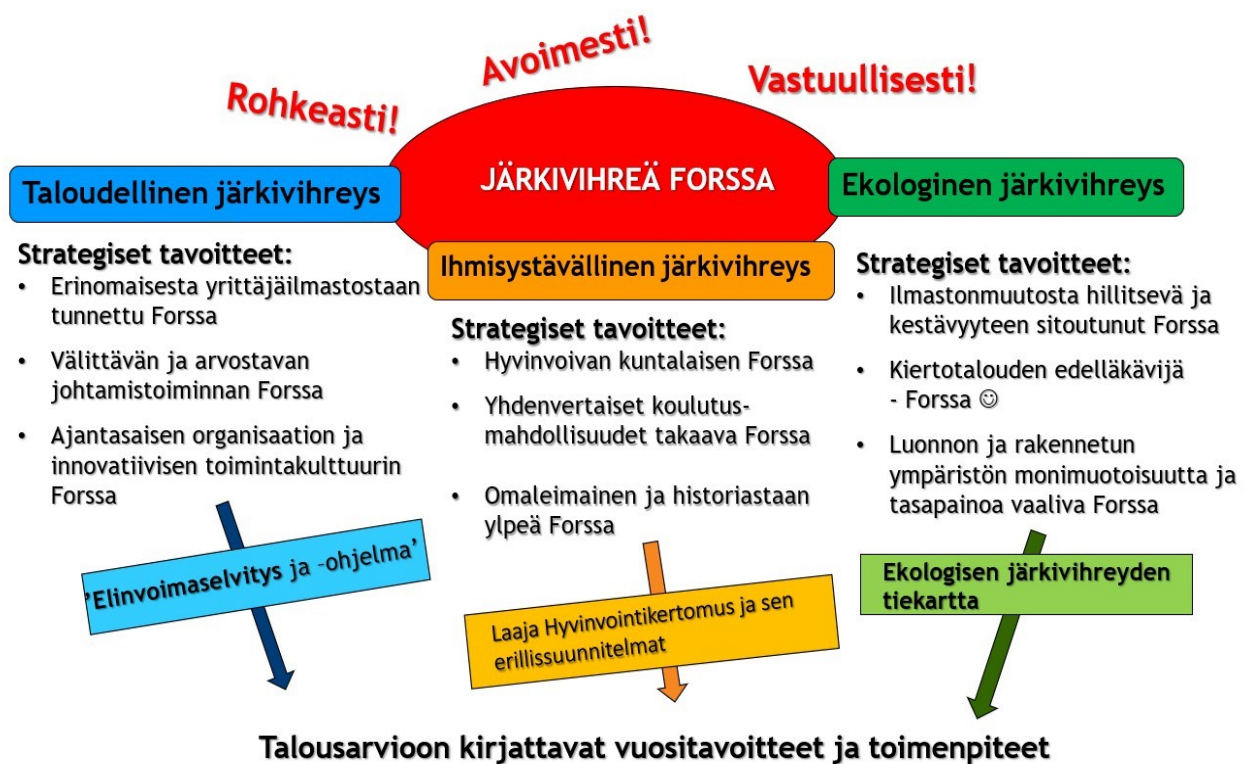 Rohkeasti!
Avoimesti!
Vastuullisesti!
JÄRKIVIHREÄ FORSSA
Taloudellinen järkivihreys
Strategiset tavoitteet:
• Erinomaisesta yrittäjäilmastostaan
tunnettu Forssa
• Välittävän ja arvostavan
johtamistoiminnan Forssa
• Ajantasaisen organisaation ja
innovatiivisen toimintakulttuurin
Forssa
'Elinvoimaselvitys ja –ohjelma'
Ihmisystävällinen järkivihreys
Strategiset tavoitteet:
• Hyvinvoivan kuntalaisen Forssa
• Yhdenvertaiset koulutus-
mahdollisuudet takaava Forssa
• Omaleimainen ja historiastaan
ylpeä Forssa
Laaja Hyvinvointikertomus ja sen
erillissuunnitelmat
Ekologinen järkivihreys
Strategiset tavoitteet:
• Ilmastonmuutosta hillitsevä ja
kestävyyteen sitoutunut Forssa
• Kiertotalouden edelläkävijä
- Forssa ☺
• Luonnon ja rakennetun
ympäristön monimuotoisuutta ja
tasapainoa vaaliva Forssa
Ekologisen järkivihreyden
tiekartta
Talousarvioon kirjattavat vuositavoitteet ja toimenpiteet